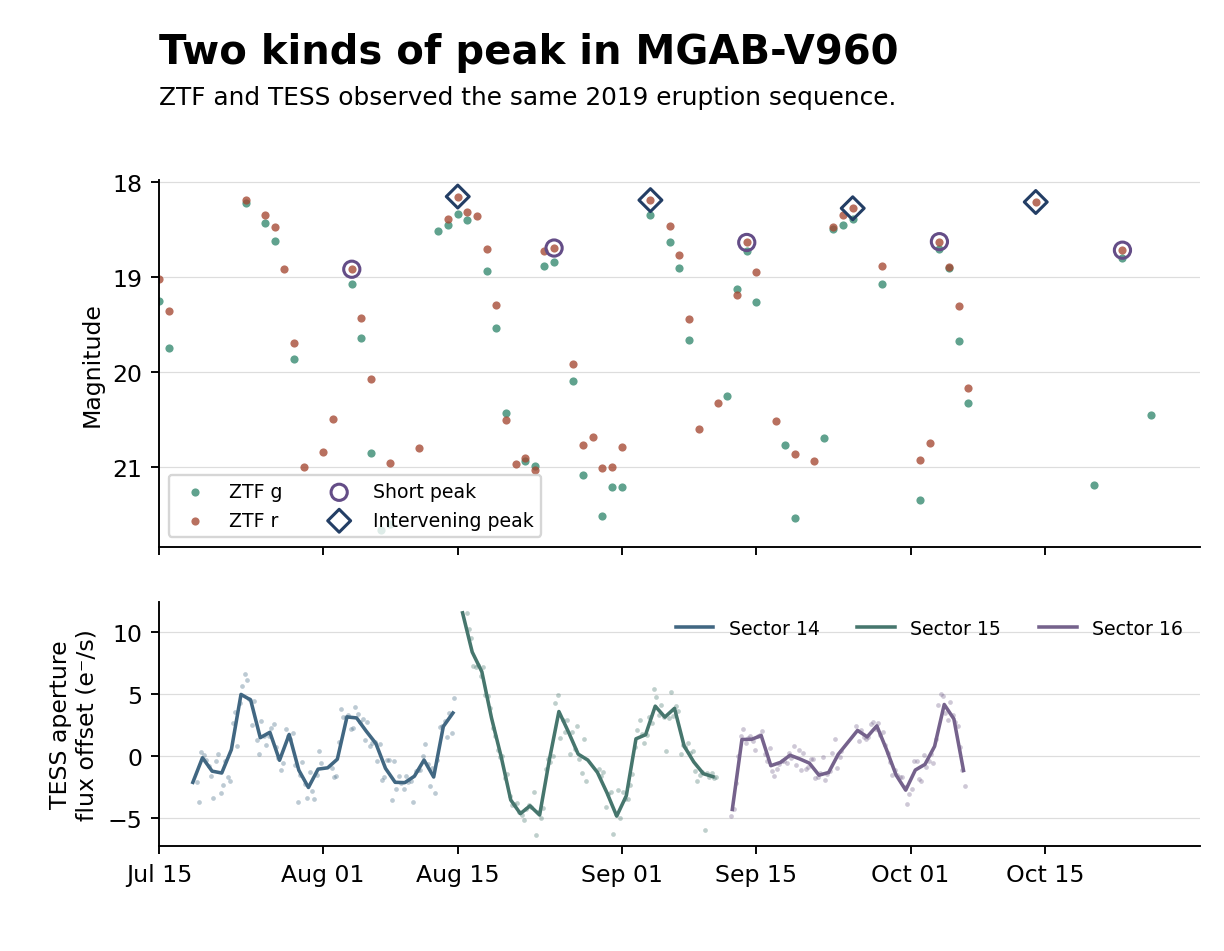 Two kinds of peak in MGAB-V960
ZTF and TESS observed the same 2019 eruption sequence.
18
19
20
21
Magnitude
ZTF g
ZTF r
Short peak
Intervening peak
10
5
0
−5
TESS aperture
flux offset (e⁻/s)
Sector 14
Sector 15
Sector 16
Jul 15
Aug 01
Aug 15
Sep 01
Sep 15
Oct 01
Oct 15